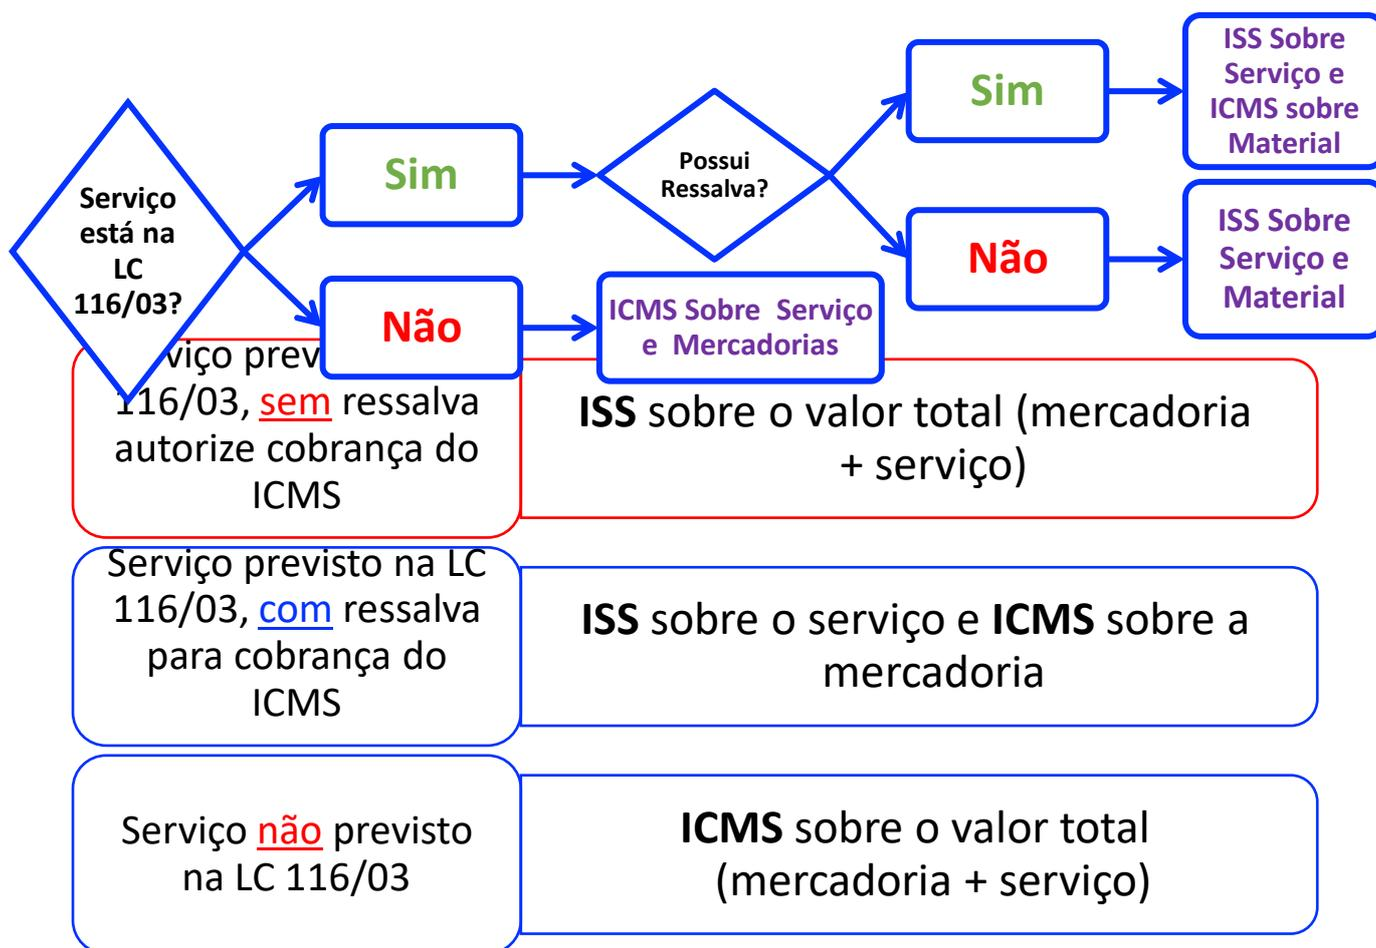 Serviço
está na
LC
116/03?
Sim
Não
Possui
Ressalva?
ICMS Sobre Serviço
e Mercadorias
Sim
Não
ISS Sobre
Serviço e
ICMS sobre
Material
ISS Sobre
Serviço e
Material
116/03, sem ressalva
autorize cobrança do
ICMS
ISS sobre o valor total (mercadoria
+ serviço)
Serviço previsto na LC
116/03, com ressalva
para cobrança do
ICMS
ISS sobre o serviço e ICMS sobre a
mercadoria
Serviço não previsto
na LC 116/03
ICMS sobre o valor total
(mercadoria + serviço)